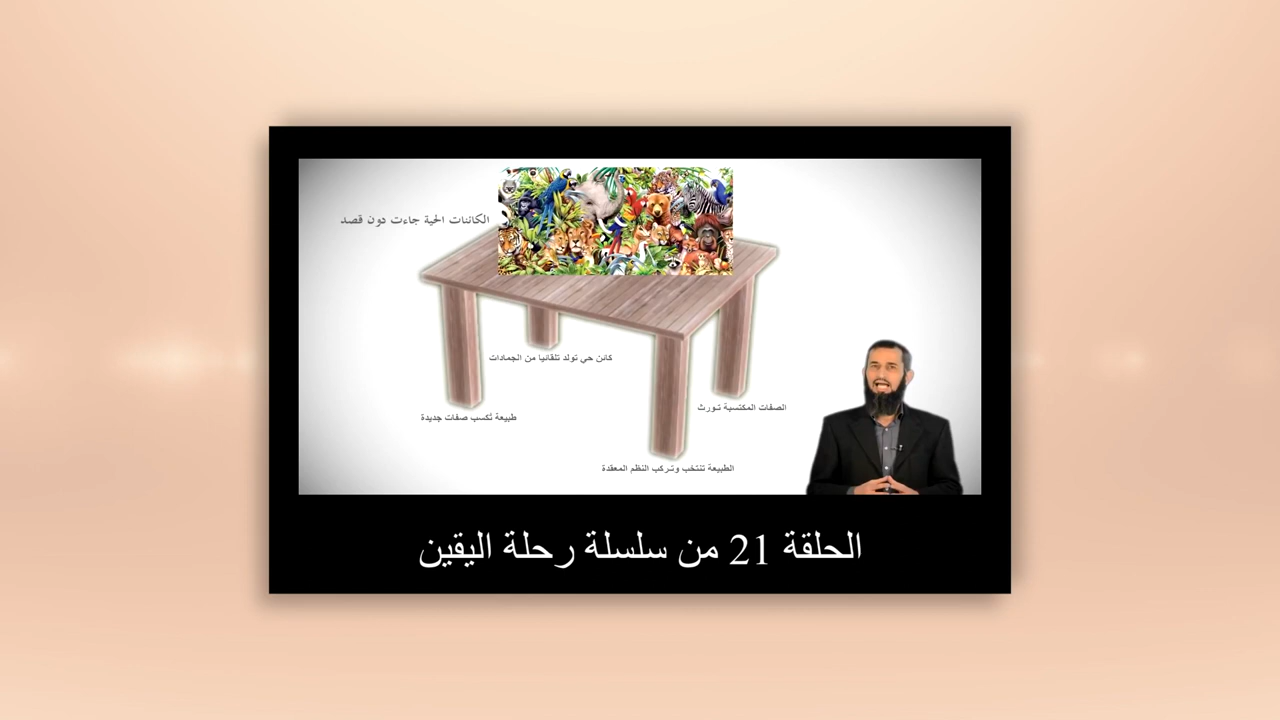 الكائنات الحية جاءت دون قصد
كائن حي تولد تلقائيا من الجمادات
الصفات المكتسبة تورث
طبيعة تُكسب صفات جديدة
الطبيعة تنتخب وتركب النظم المعقدة
الحلقة 21 من سلسلة رحلة اليقين